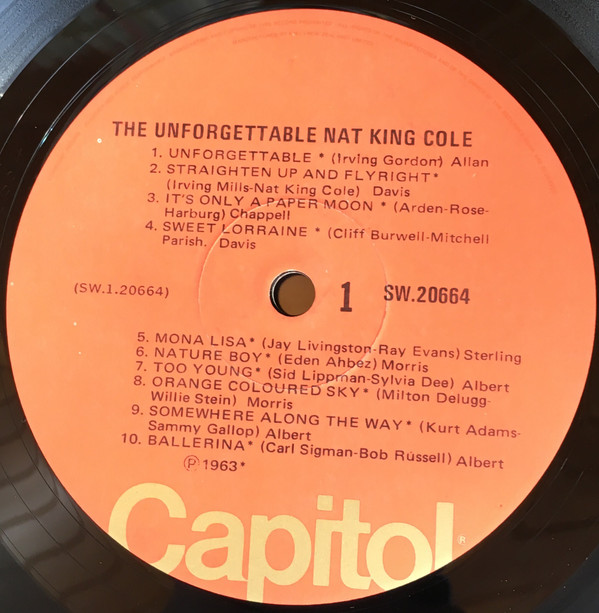 THE UNFORGETTABLE NAT KING COLE
1. UNFORGETTABLE * (Irving Gordon) Allan
2. STRAIGHTEN UP AND FLYRIGHT*
(Irving Mills-Nat King Cole) Davis
3. IT'S ONLY A PAPER MOON * (Arden-Rose-
Harburg) Chappell
4. SWEET LORRAINE * (Cliff Burwell-Mitchell
Parish. Davis
(SW.1.20664)
1
SW.20664
5. MONA LISA* (Jay Livingston-Ray Evans) Sterling
6. NATURE BOY* (Eden Ahbez) Morris
7. TOO YOUNG* (Sid Lippman-Sylvia Dee) Albert
8. ORANGE COLOURED SKY* (Milton Delugg-
Willie Stein) Morris
9. SOMEWHERE ALONG THE WAY* (Kurt Adams-
Sammy Gallop) Albert
10. BALLERINA* (Carl Sigman-Bob Russell) Albert
℗ 1963*
Capitol®